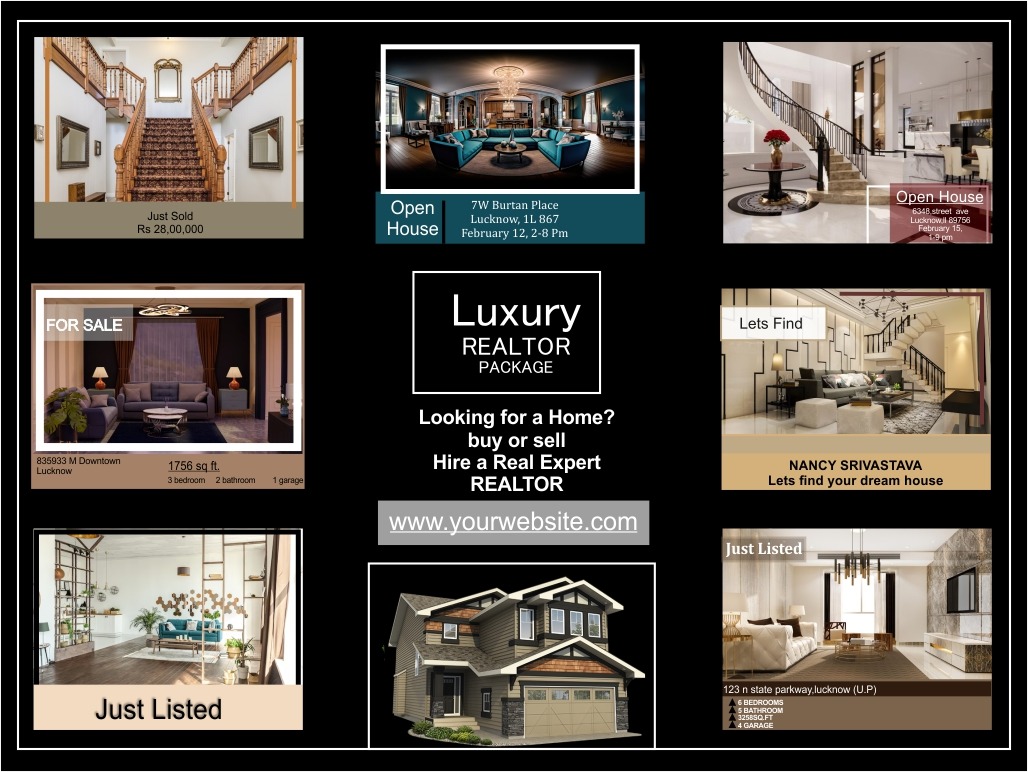 Just Sold
Rs 28,00,000
Open
House
7W Burtan Place
Lucknow, 1L 867
February 12, 2-8 Pm
Open House
6348,street  ave
Lucknow,il 89756
February 15,
1-9 pm
FOR SALE
835933 M Downtown
Lucknow
1756 sq ft.
3 bedroom 2 bathroom 1 garage
Luxury
REALTOR
PACKAGE
Looking for a Home?
buy or sell
Hire a Real Expert
REALTOR
www.yourwebsite.com
Lets Find
NANCY SRIVASTAVA
Lets find your dream house
Just Listed
Just Listed
123 n state parkway,lucknow (U.P)
6 BEDROOMS
5 BATHROOM
3258SQ.FT
4 GARAGE